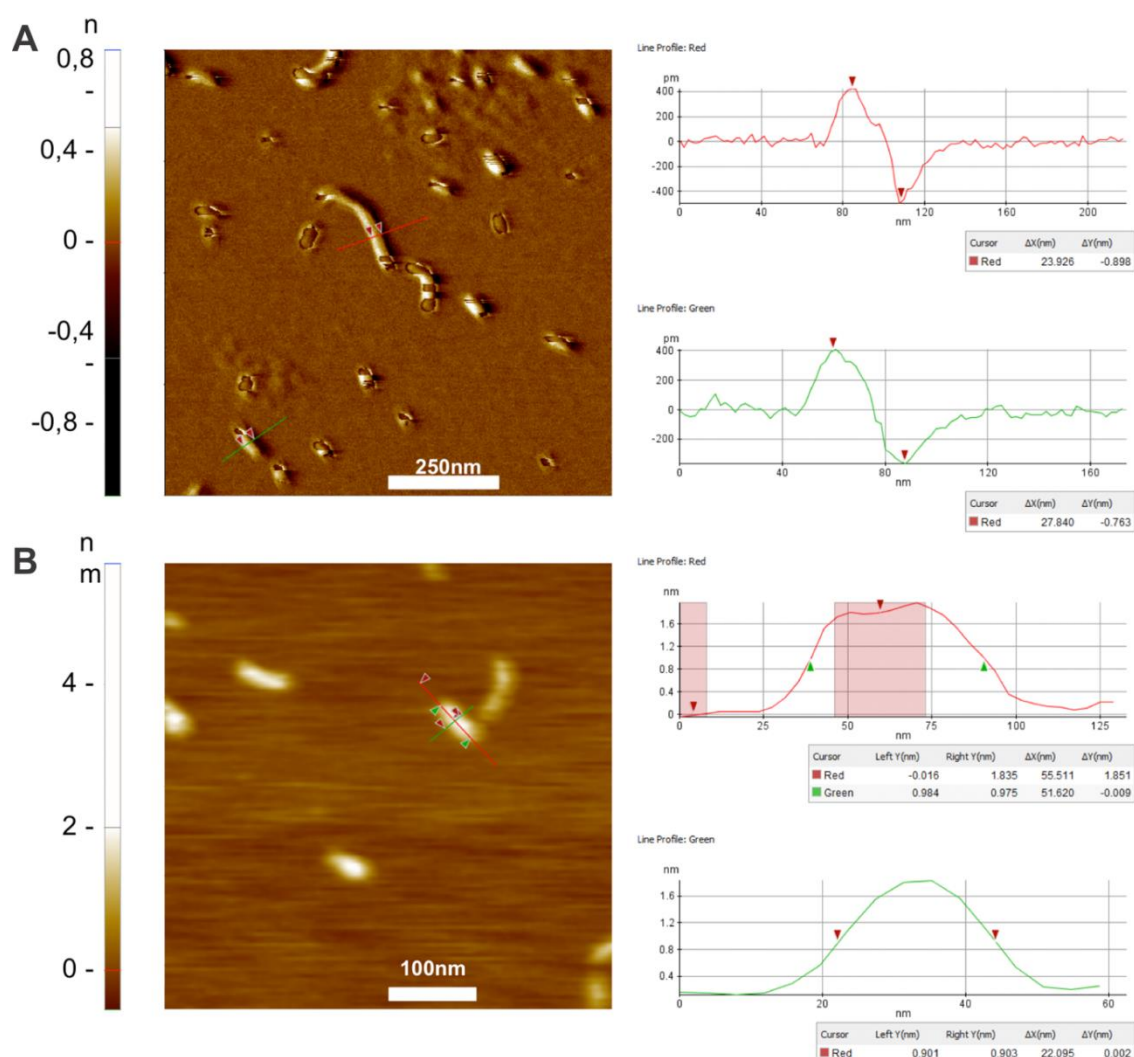 A
n
0,8
-
0,4 -
0 -
-0,4
-
-0,8 -
250nm
Line Profile: Red
pm
400
200
0
-200
-400
0 40 80 120 160 200
nm
Cursor ΔX(nm) ΔY(nm)
Red 23.926 -0.898
Line Profile: Green
pm
400
200
0
-200
0 40 80 120 160
nm
Cursor ΔX(nm) ΔY(nm)
Red 27.840 -0.763
B
n
m
4 -
2 -
0 -
100nm
Line Profile: Red
nm
1.6
1.2
0.8
0.4
0
0 25 50 75 100 125
nm
Cursor Left Y(nm) Right Y(nm) ΔX(nm) ΔY(nm)
Red -0.016 1.835 55.511 1.851
Green 0.984 0.975 51.620 -0.009
Line Profile: Green
nm
1.6
1.2
0.8
0.4
0 20 40 60
nm
Cursor Left Y(nm) Right Y(nm) ΔX(nm) ΔY(nm)
Red 0.901 0.903 22.095 0.002